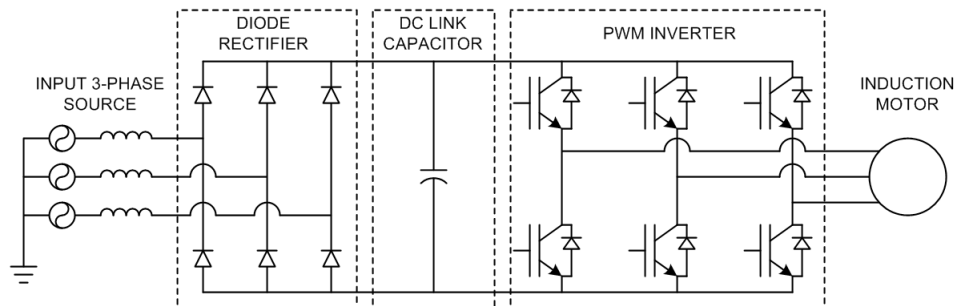 DIODE
RECTIFIER
DC LINK
CAPACITOR
PWM INVERTER
INPUT 3-PHASE
SOURCE
INDUCTION
MOTOR